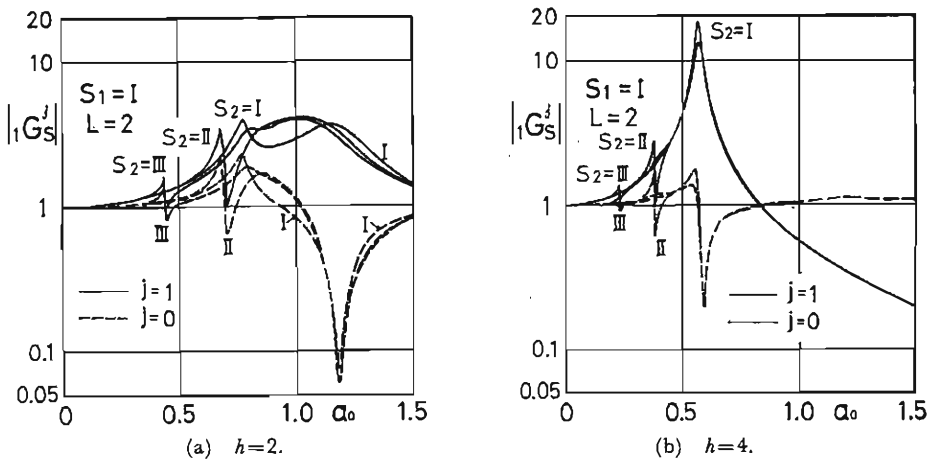 20
10
|₁G_S^j|
1
0.1
0.05
S₁=I
L=2
S₂=III
S₂=II
S₂=I
I
III
II
I
I
j=1
j=0
0
0.5
1.0
a₀
1.5
(a) h=2.
20
10
|₁G_S^j|
1
0.1
0.05
S₁=I
L=2
S₂=III
S₂=II
S₂=I
III
II
j=1
j=0
0
0.5
1.0
a₀
1.5
(b) h=4.